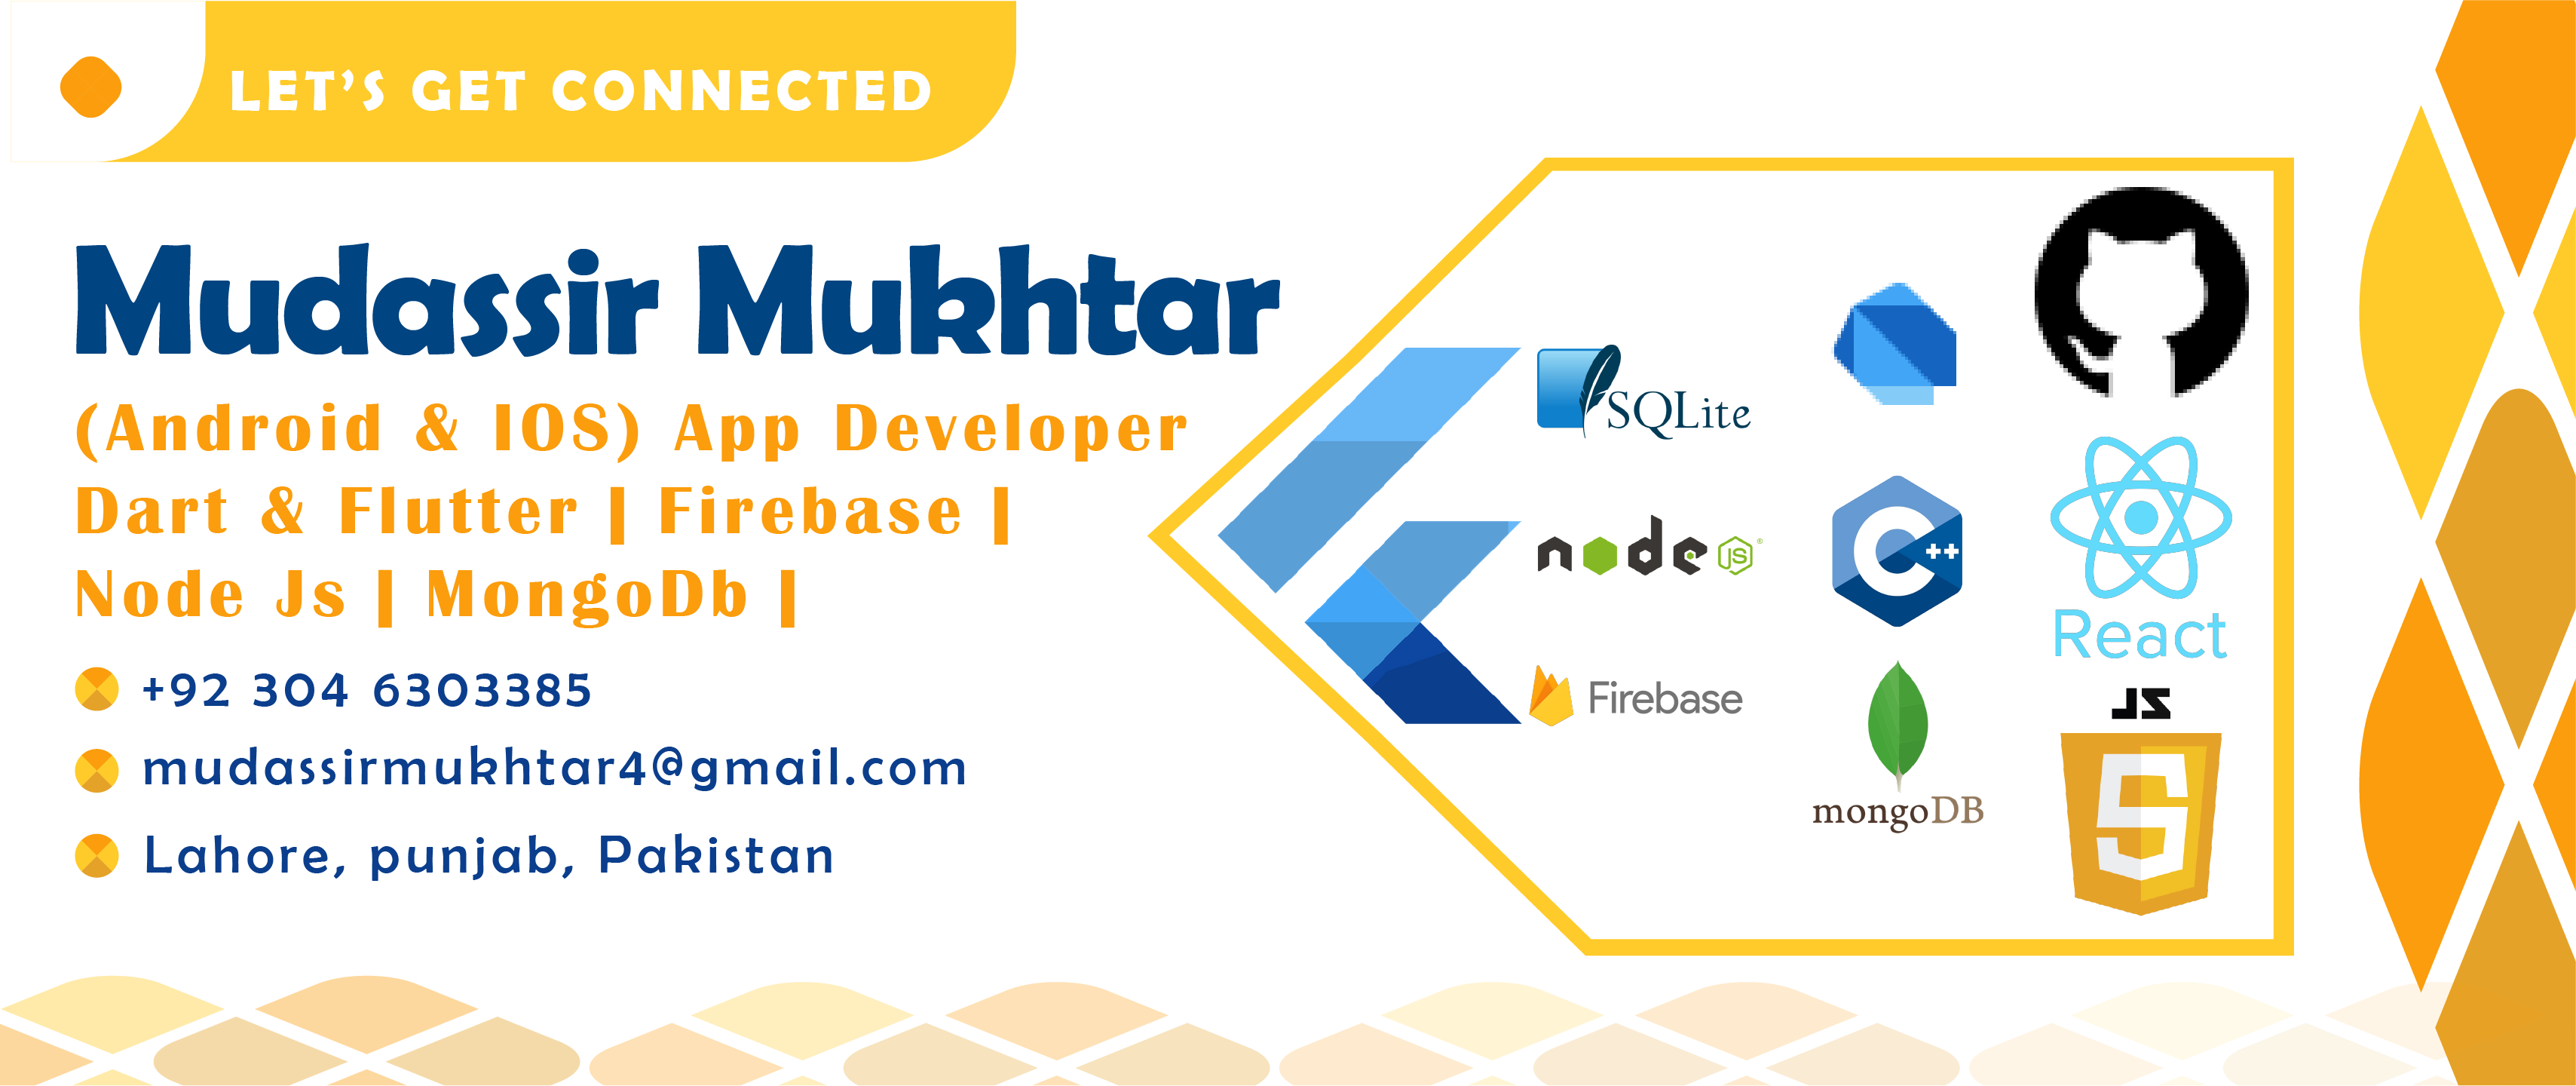 LET'S GET CONNECTED
Mudassir Mukhtar
(Android & IOS) App Developer
Dart & Flutter | Firebase |
Node Js | MongoDb |
+92 304 6303385
mudassirmukhtar4@gmail.com
Lahore, punjab, Pakistan
SQLite
node JS
Firebase
C++
mongoDB
React
JS
5